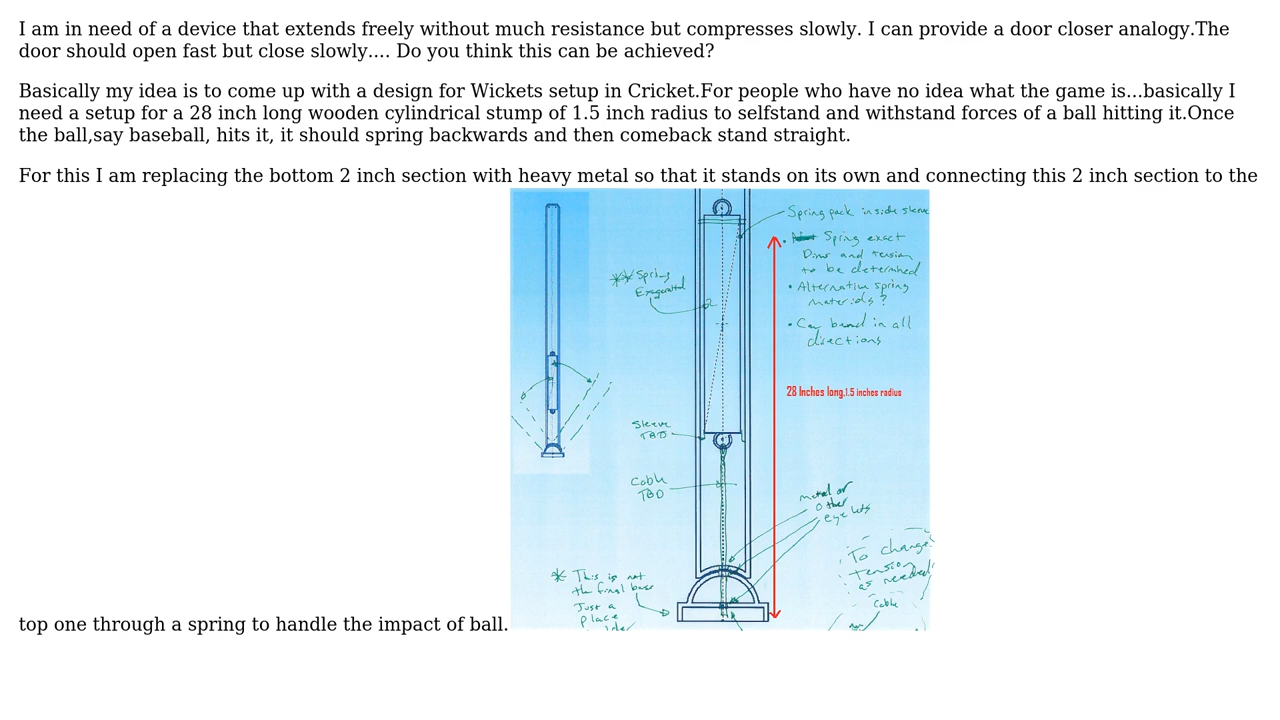 I am in need of a device that extends freely without much resistance but compresses slowly. I can provide a door closer analogy.The
door should open fast but close slowly.... Do you think this can be achieved?
Basically my idea is to come up with a design for Wickets setup in Cricket.For people who have no idea what the game is...basically I
need a setup for a 28 inch long wooden cylindrical stump of 1.5 inch radius to selfstand and withstand forces of a ball hitting it.Once
the ball,say baseball, hits it, it should spring backwards and then comeback stand straight.
For this I am replacing the bottom 2 inch section with heavy metal so that it stands on its own and connecting this 2 inch section to the
top one through a spring to handle the impact of ball.
Spring pack inside sleeve
• Spring exact
Dims and tension
to be determined
• Alternative spring
materials?
• Can bend in all
directions
** Spring
Exagerated
28 Inches long,1.5 inches radius
Sleeve
TBD
Cable
TBD
metal or
other
eye lets
To change
tension
as needed
Cable
* This is not
the final base
Just a
place